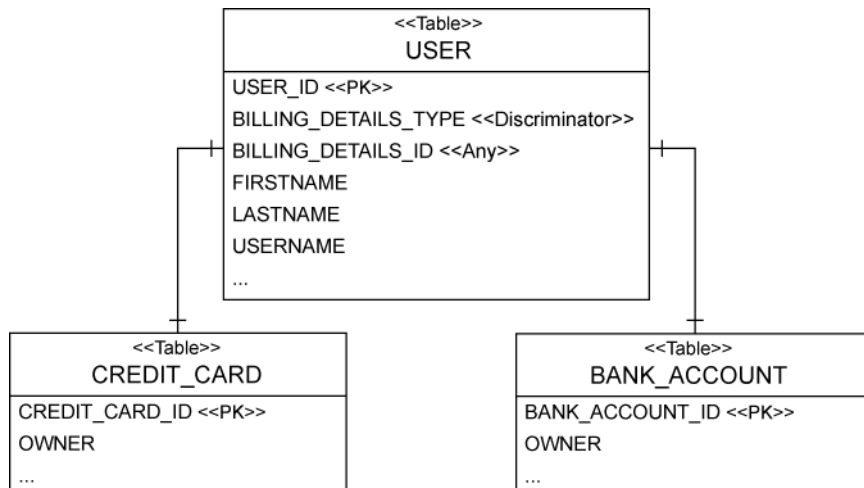 <<Table>>
USER
USER_ID <<PK>>
BILLING_DETAILS_TYPE <<Discriminator>>
BILLING_DETAILS_ID <<Any>>
FIRSTNAME
LASTNAME
USERNAME
...
<<Table>>
CREDIT_CARD
CREDIT_CARD_ID <<PK>>
OWNER
...
<<Table>>
BANK_ACCOUNT
BANK_ACCOUNT_ID <<PK>>
OWNER
...